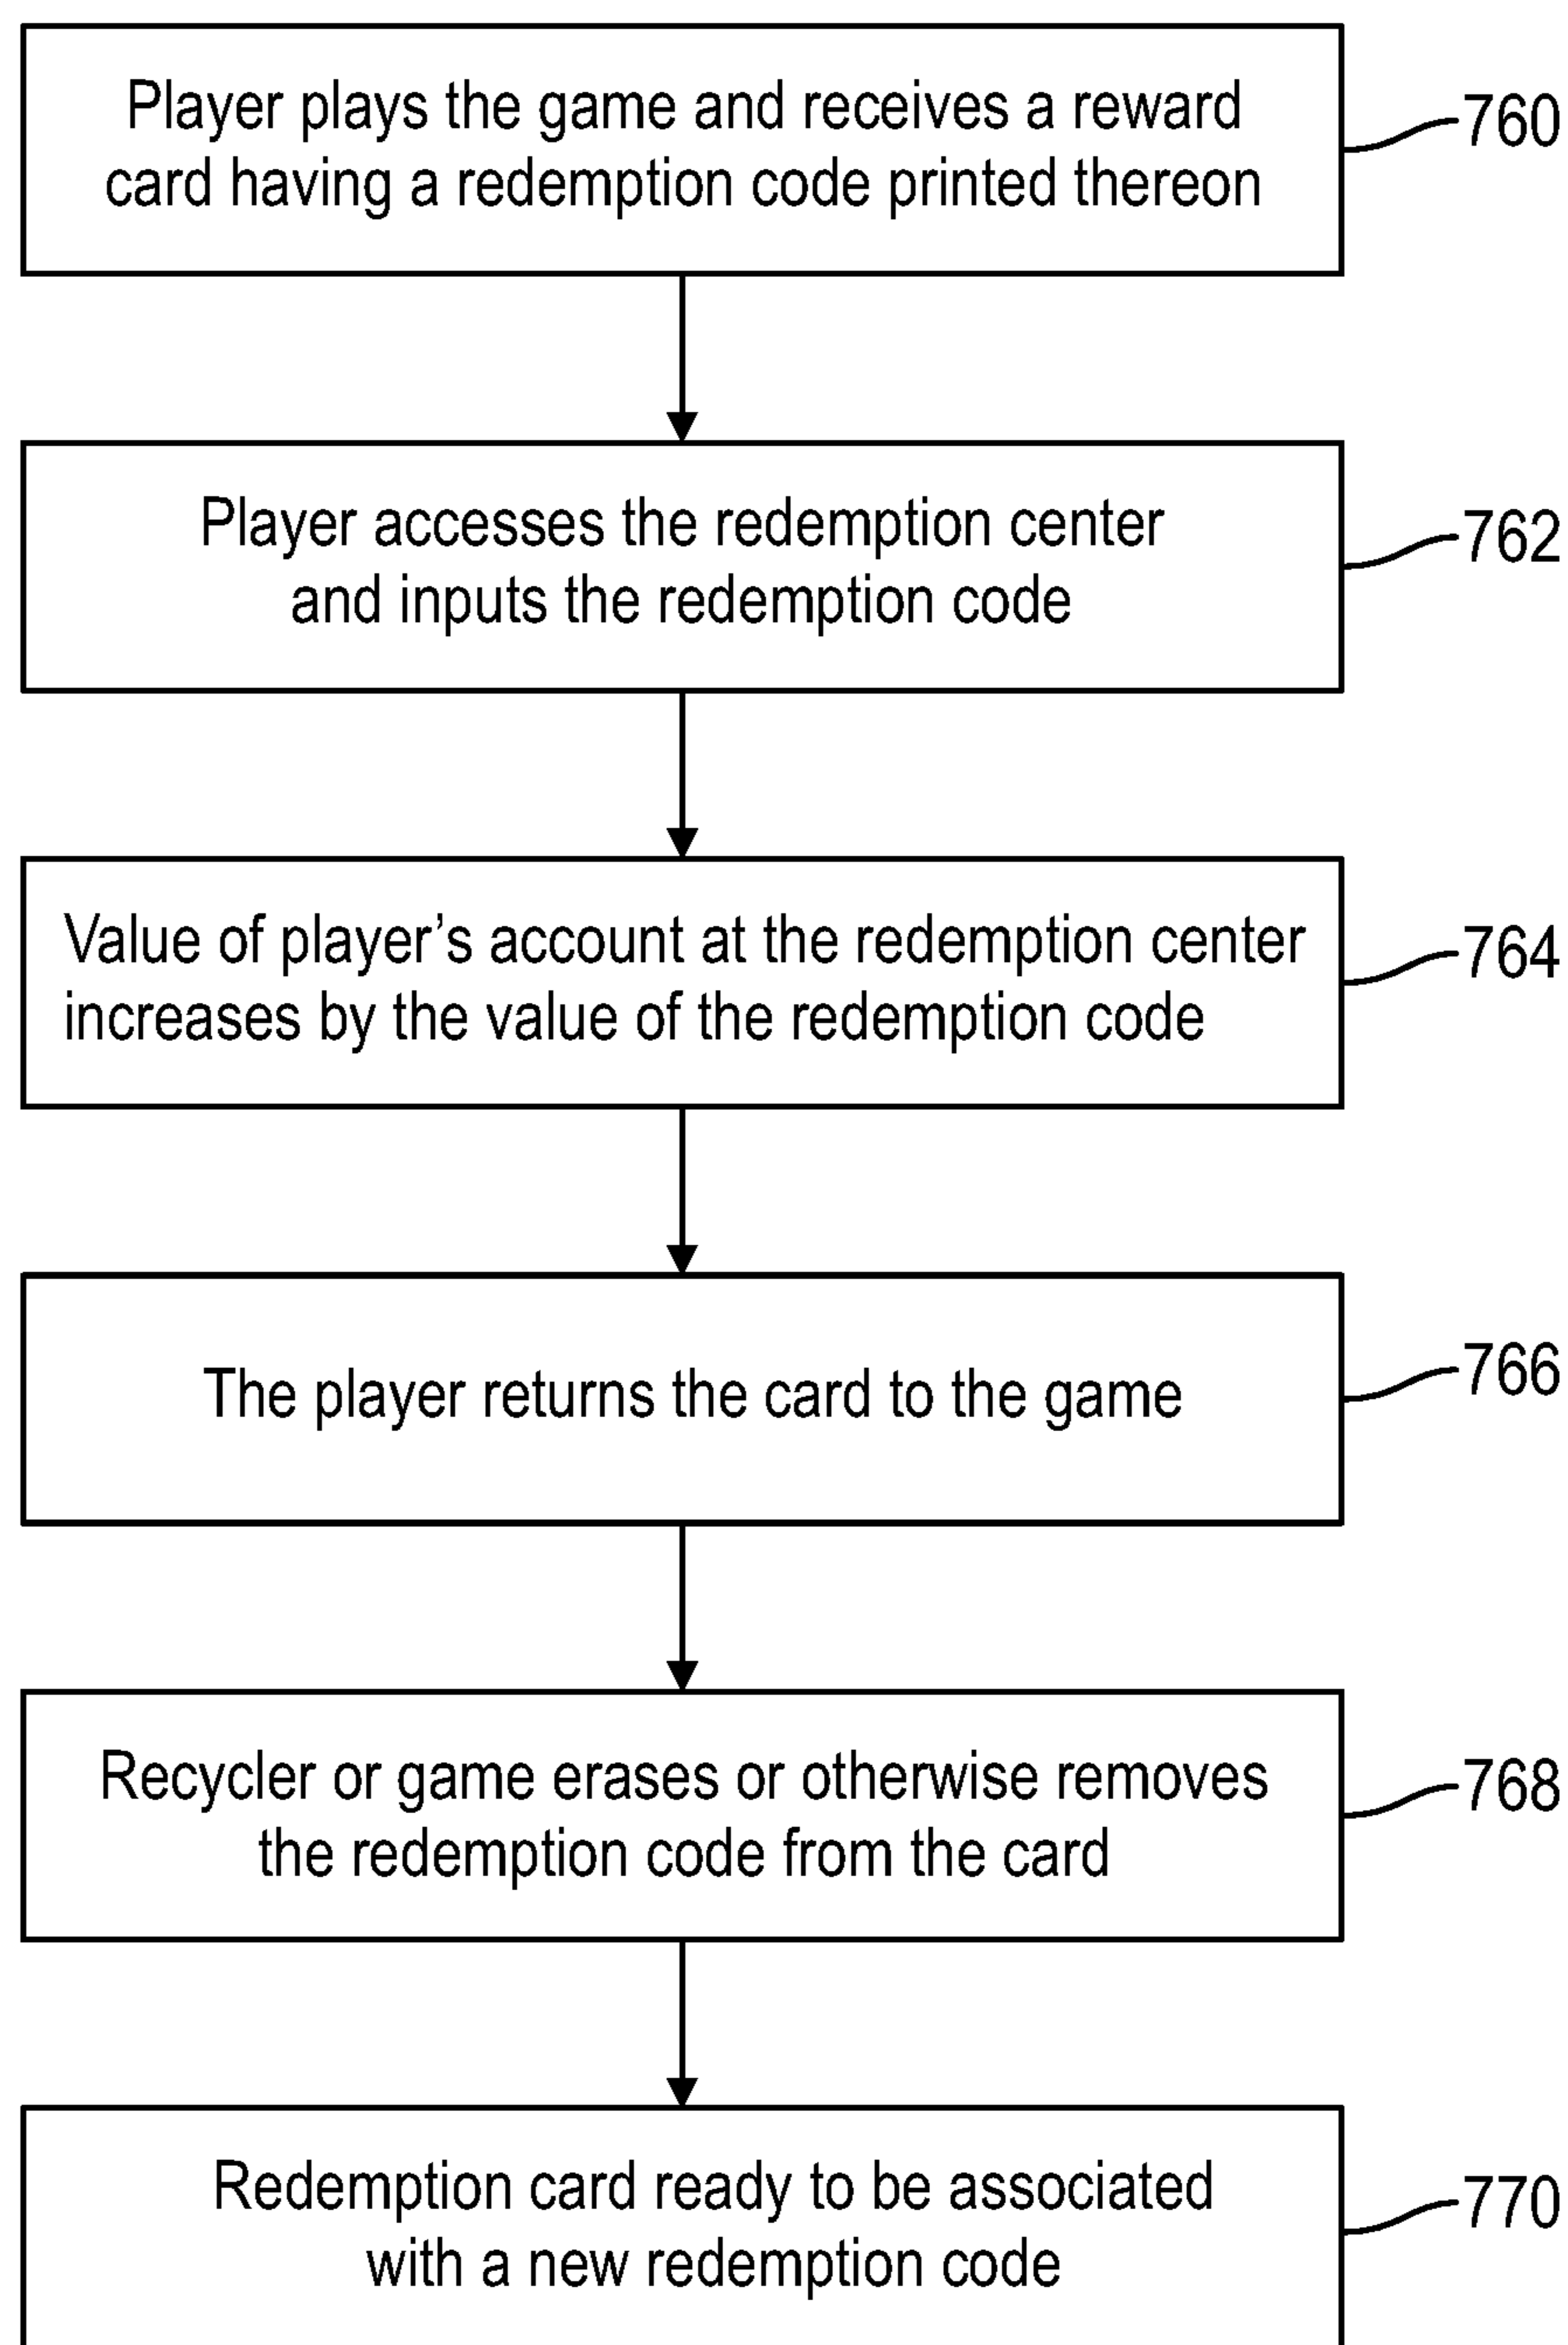 Player plays the game and receives a reward
card having a redemption code printed thereon
760
Player accesses the redemption center
and inputs the redemption code
762
Value of player’s account at the redemption center
increases by the value of the redemption code
764
The player returns the card to the game
766
Recycler or game erases or otherwise removes
the redemption code from the card
768
Redemption card ready to be associated
with a new redemption code
770